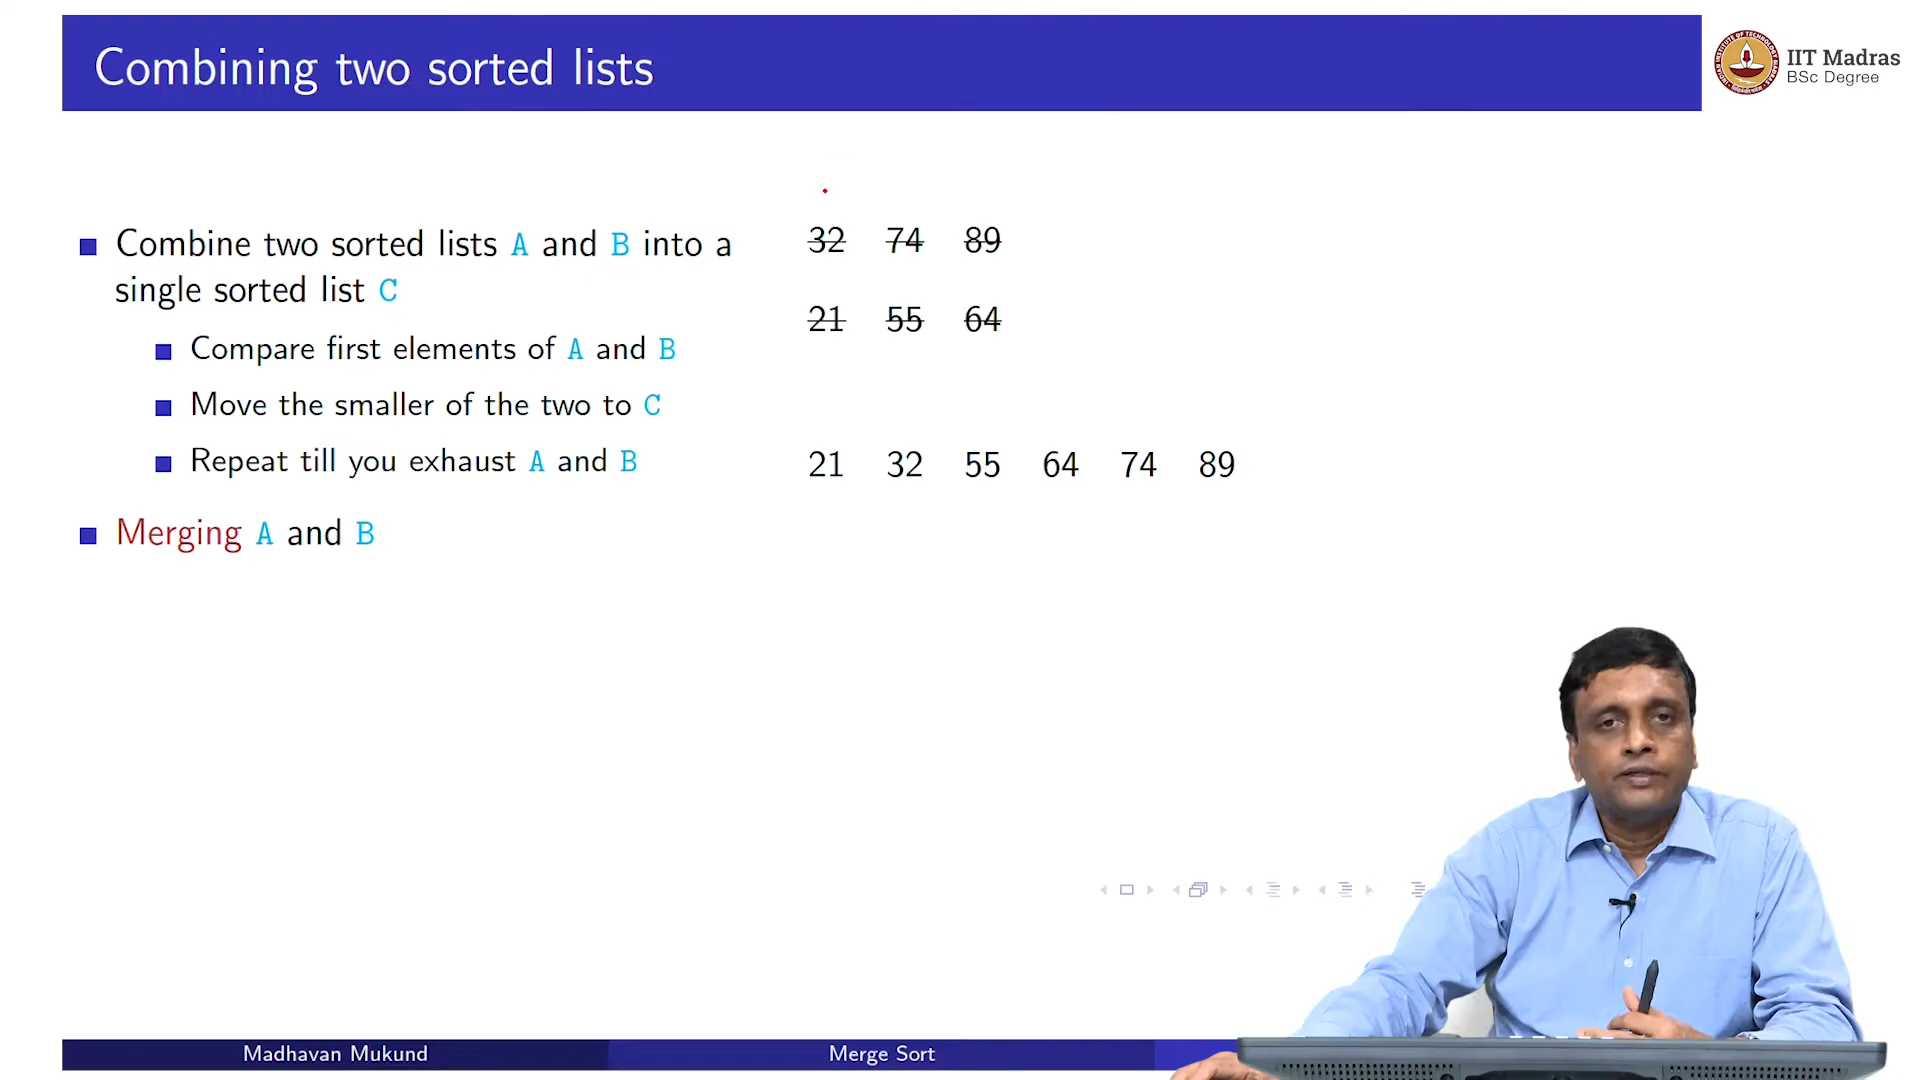 Combining two sorted lists
IIT Madras
BSc Degree
Combine two sorted lists A and B into a
single sorted list C
Compare first elements of A and B
Move the smaller of the two to C
Repeat till you exhaust A and B
Merging A and B
32 74 89
21 55 64
21 32 55 64 74 89
Madhavan Mukund
Merge Sort